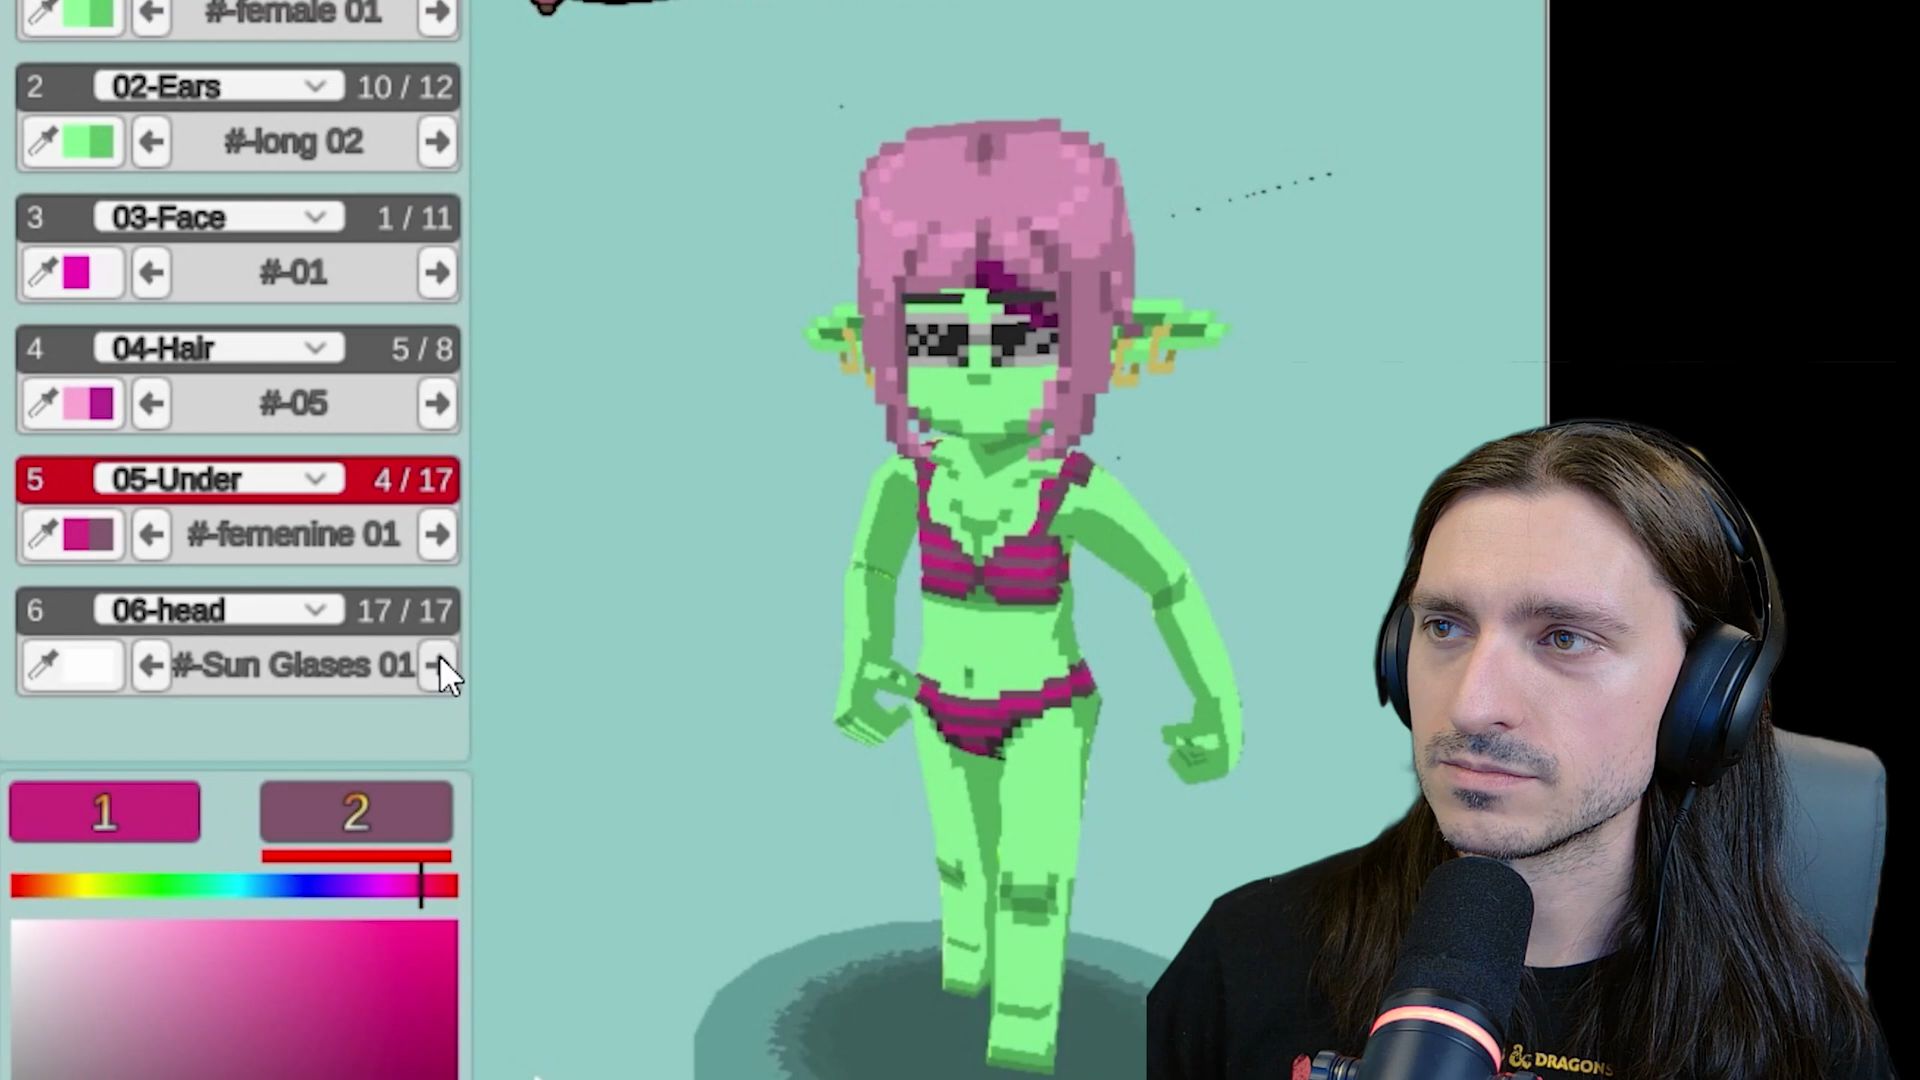 #-female 01
2 02-Ears 10 / 12
#-long 02
3 03-Face 1 / 11
#-01
4 04-Hair 5 / 8
#-05
5 05-Under 4 / 17
#-femenine 01
6 06-head 17 / 17
#-Sun Glases 01
1 2
& DRAGONS